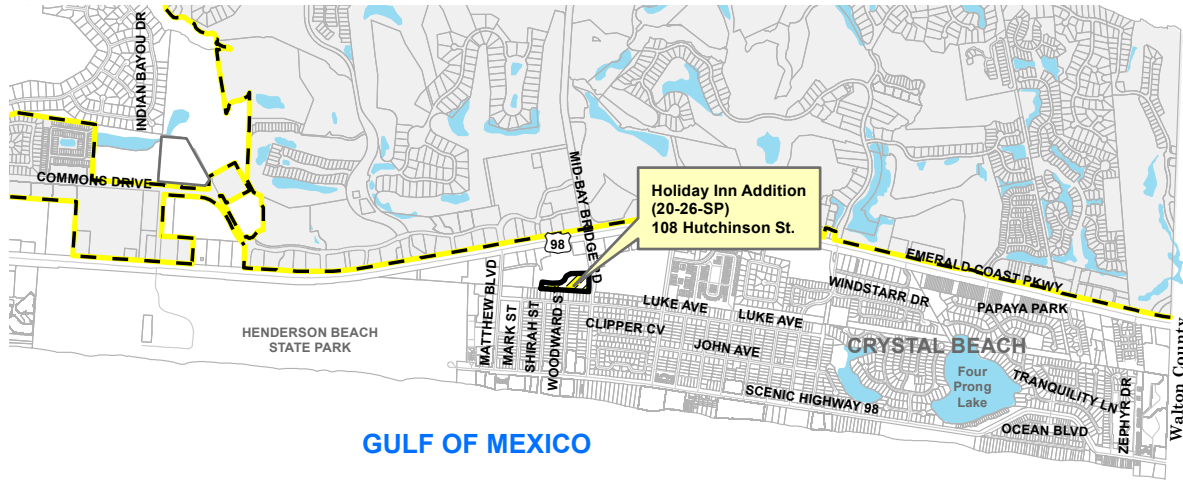 INDIAN BAYOU DR
COMMONS DRIVE
MID-BAY BRIDGE RD
Holiday Inn Addition
(20-26-SP)
108 Hutchinson St.
98
EMERALD COAST PKWY
WINDSTARR DR
PAPAYA PARK
MATTHEW BLVD
MARK ST
SHIRAH ST
WOODWARD ST
LUKE AVE
LUKE AVE
CLIPPER CV
JOHN AVE
HENDERSON BEACH
STATE PARK
CRYSTAL BEACH
Four
Prong
Lake
TRANQUILITY LN
ZEPHYR DR
Walton County
SCENIC HIGHWAY 98
OCEAN BLVD
GULF OF MEXICO